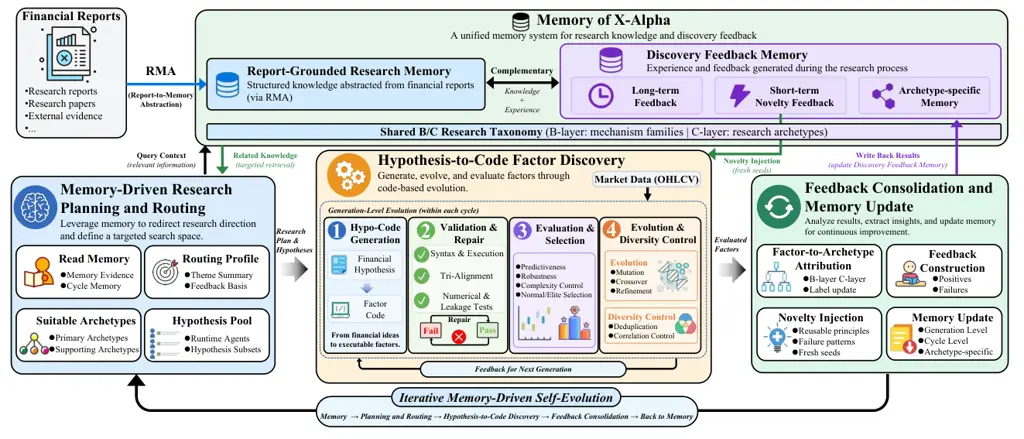 Financial Reports
•Research reports
•Research papers
•External evidence
•...
RMA
(Report-to-Memory
Abstraction)
Memory of X-Alpha
A unified memory system for research knowledge and discovery feedback
Report-Grounded Research Memory
Structured knowledge abstracted from financial reports
(via RMA)
Complementary
Knowledge
+
Experience
Discovery Feedback Memory
Experience and feedback generated during the research process
Long-term
Feedback
Short-term
Novelty Feedback
Archetype-specific
Memory
Shared B/C Research Taxonomy (B-layer: mechanism families | C-layer: research archetypes)
Query Context
(relevant information)
Related Knowledge
(targeted retrieval)
Novelty Injection
(fresh seeds)
Write Back Results
(update Discovery Feedback Memory)
Memory-Driven Research
Planning and Routing
Leverage memory to redirect research direction
and define a targeted search space.
Read Memory
●Memory Evidence
●Cycle Memory
Routing Profile
●Theme Summary
●Feedback Basis
Suitable Archetypes
●Primary Archetypes
●Supporting Archetypes
Hypothesis Pool
●Runtime Agents
●Hypothesis Subsets
Research
Plan &
Hypotheses
Hypothesis-to-Code Factor Discovery
Generate, evolve, and evaluate factors through
code-based evolution.
Market Data (OHLCV)
Generation-Level Evolution (within each cycle)
1 Hypo-Code
Generation
Financial
Hypothesis
Factor
Code
From financial ideas
to executable factors.
2 Validation &
Repair
Syntax & Execution
Tri-Alignment
Numerical &
Leakage Tests
Repair
Fail
Pass
3 Evaluation &
Selection
●Predictiveness
●Robustness
●Complexity Control
●Normal/Elite Selection
4 Evolution &
Diversity Control
Evolution
●Mutation
●Crossover
●Refinement
Diversity Control
●Deduplication
●Correlation Control
Feedback for Next Generation
Evaluated
Factors
Feedback Consolidation and
Memory Update
Analyze results, extract insights, and update memory
for continuous improvement.
Factor-to-Archetype
Attribution
●B-layer C-layer
●Label update
Feedback
Construction
●Positives
●Failures
Novelty Injection
●Reusable principles
●Failure patterns
●Fresh seeds
Memory Update
●Generation Level
●Cycle Level
●Archetype-specific
Iterative Memory-Driven Self-Evolution
Memory → Planning and Routing → Hypothesis-to-Code Discovery → Feedback Consolidation → Back to Memory